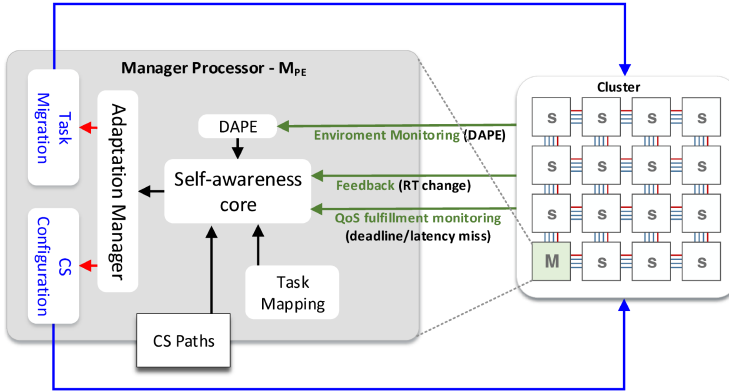 Manager Processor - MPE
Cluster
Task
Migration
Adaptation Manager
DAPE
Enviroment Monitoring (DAPE)
Self-awareness
core
Feedback (RT change)
QoS fulfillment monitoring
(deadline/latency miss)
CS
Configuration
Task
Mapping
CS Paths
S S S S
S S S S
S S S S
M S S S